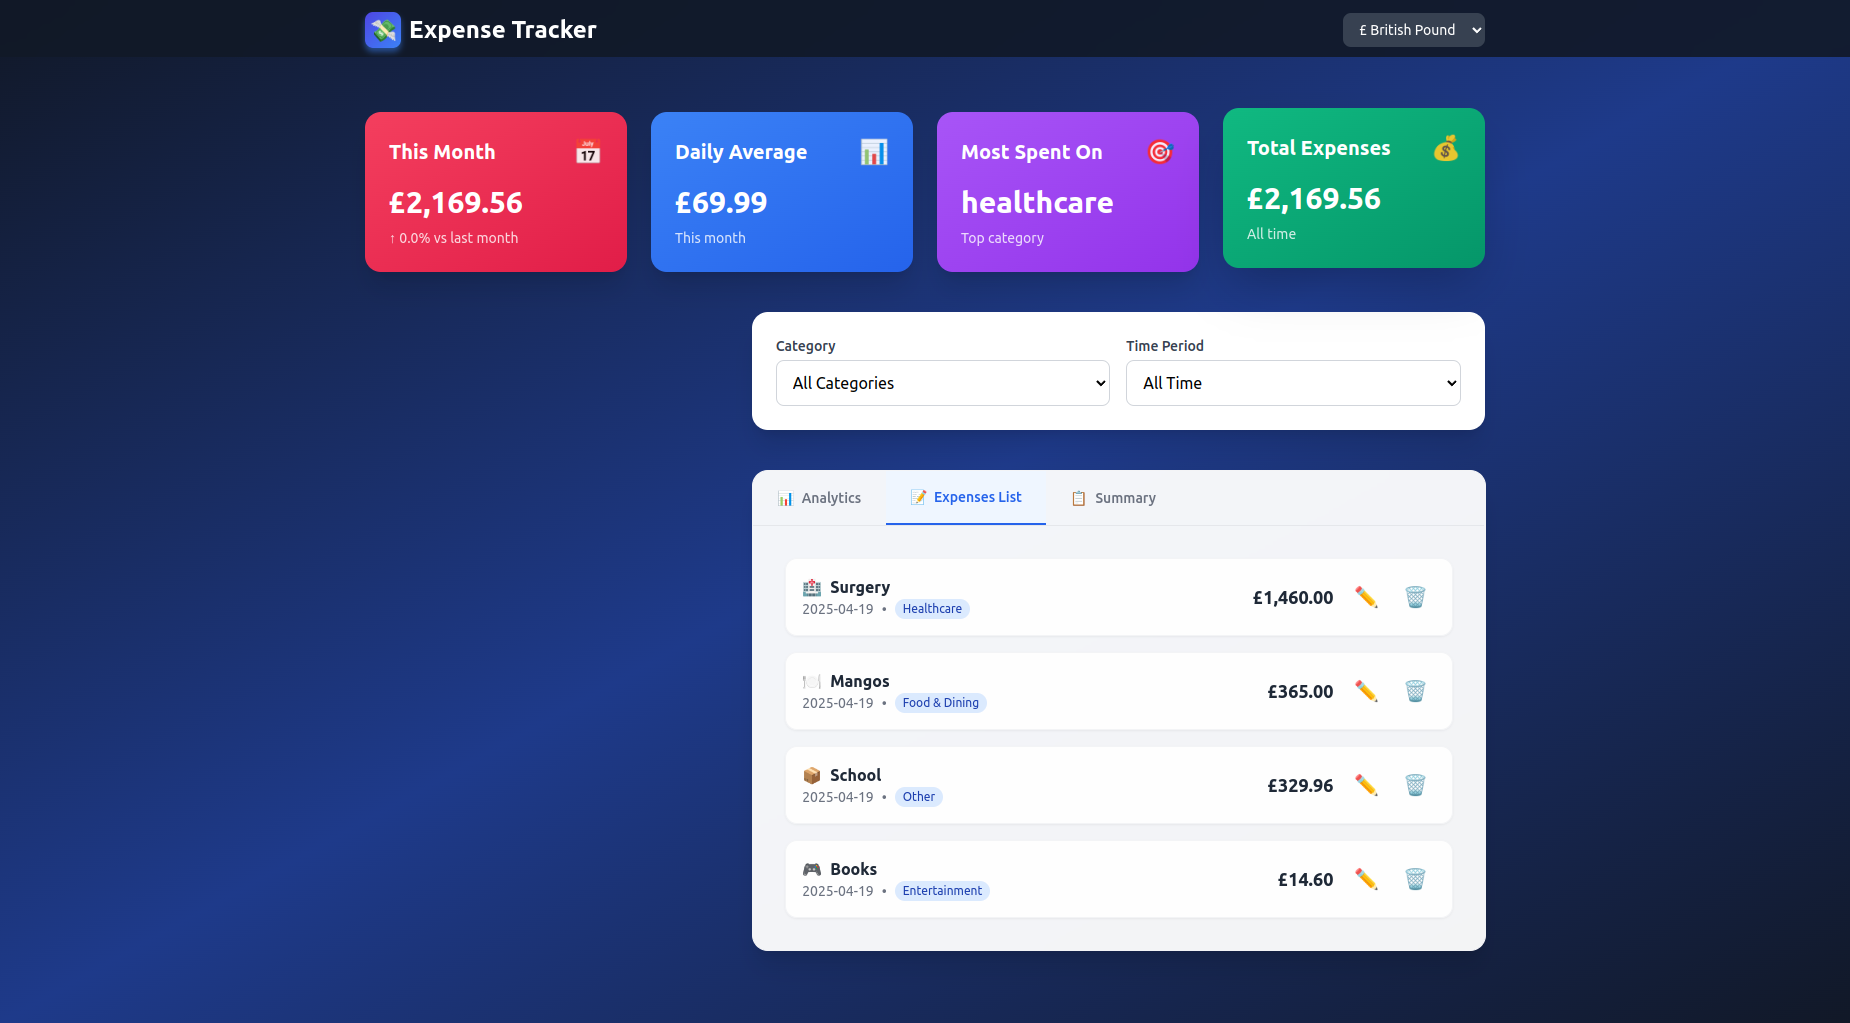 Expense Tracker
£ British Pound
This Month
July
17
£2,169.56
↑ 0.0% vs last month
Daily Average
£69.99
This month
Most Spent On
healthcare
Top category
Total Expenses
£2,169.56
All time
Category
All Categories
Time Period
All Time
Analytics
Expenses List
Summary
Surgery
2025-04-19 • Healthcare
£1,460.00
Mangos
2025-04-19 • Food & Dining
£365.00
School
2025-04-19 • Other
£329.96
Books
2025-04-19 • Entertainment
£14.60